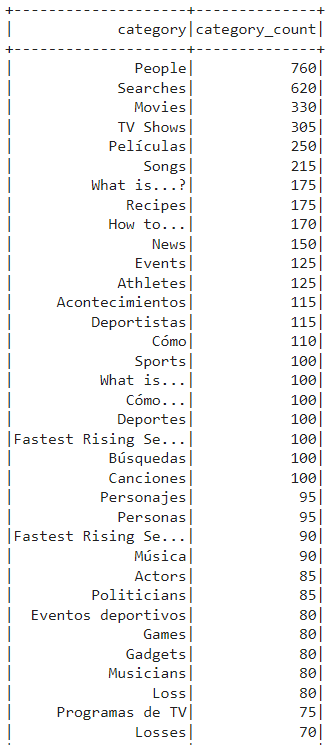 +--------------------+--------------+
|            category|category_count|
+--------------------+--------------+
|              People|           760|
|            Searches|           620|
|              Movies|           330|
|            TV Shows|           305|
|           Películas|           250|
|               Songs|           215|
|         What is...?|           175|
|             Recipes|           175|
|           How to...|           170|
|                News|           150|
|              Events|           125|
|            Athletes|           125|
|     Acontecimientos|           115|
|         Deportistas|           115|
|                Cómo|           110|
|              Sports|           100|
|          What is...|           100|
|             Cómo...|           100|
|            Deportes|           100|
|Fastest Rising Se...|           100|
|           Búsquedas|           100|
|           Canciones|           100|
|          Personajes|            95|
|            Personas|            95|
|Fastest Rising Se...|            90|
|              Música|            90|
|              Actors|            85|
|         Politicians|            85|
|  Eventos deportivos|            80|
|               Games|            80|
|             Gadgets|            80|
|           Musicians|            80|
|                Loss|            80|
|     Programas de TV|            75|
|              Losses|            70|